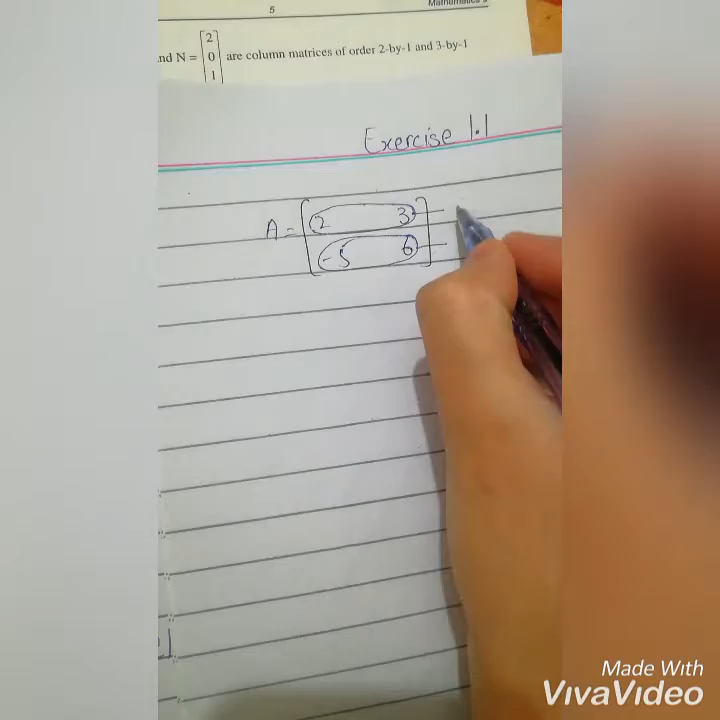 5
Mathematics 9
and N = [2 0 1] are column matrices of order 2-by-1 and 3-by-1
Exercise 1.1
A = [2 3
-5 6]
Made With
VivaVideo